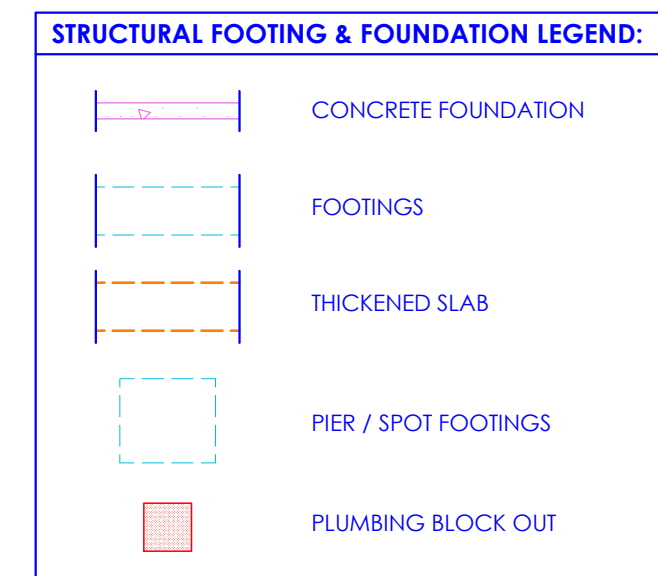 STRUCTURAL FOOTING & FOUNDATION LEGEND:
CONCRETE FOUNDATION
FOOTINGS
THICKENED SLAB
PIER / SPOT FOOTINGS
PLUMBING BLOCK OUT